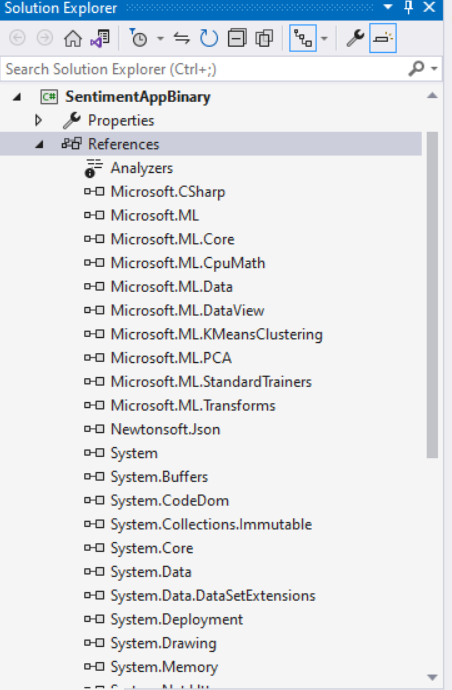 Solution Explorer
Search Solution Explorer (Ctrl+;)
C# SentimentAppBinary
Properties
References
Analyzers
Microsoft.CSharp
Microsoft.ML
Microsoft.ML.Core
Microsoft.ML.CpuMath
Microsoft.ML.Data
Microsoft.ML.DataView
Microsoft.ML.KMeansClustering
Microsoft.ML.PCA
Microsoft.ML.StandardTrainers
Microsoft.ML.Transforms
Newtonsoft.Json
System
System.Buffers
System.CodeDom
System.Collections.Immutable
System.Core
System.Data
System.Data.DataSetExtensions
System.Deployment
System.Drawing
System.Memory